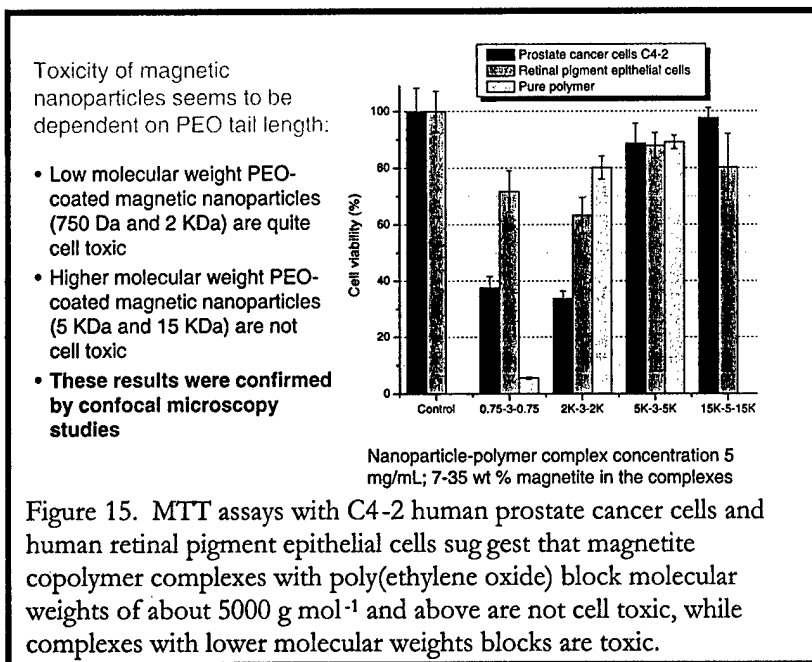 Toxicity of magnetic
nanoparticles seems to be
dependent on PEO tail length:
• Low molecular weight PEO-
coated magnetic nanoparticles
(750 Da and 2 KDa) are quite
cell toxic
• Higher molecular weight PEO-
coated magnetic nanoparticles
(5 KDa and 15 KDa) are not
cell toxic
• These results were confirmed
by confocal microscopy
studies
Prostate cancer cells C4-2
Retinal pigment epithelial cells
Pure polymer
Cell viability (%)
100
80
60
40
20
0
Control 0.75-3-0.75 2K-3-2K 5K-3-5K 15K-5-15K
Nanoparticle-polymer complex concentration 5
mg/mL; 7-35 wt % magnetite in the complexes
Figure 15. MTT assays with C4-2 human prostate cancer cells and
human retinal pigment epithelial cells sug gest that magnetite
copolymer complexes with poly(ethylene oxide) block molecular
weights of about 5000 g mol⁻¹ and above are not cell toxic, while
complexes with lower molecular weights blocks are toxic.